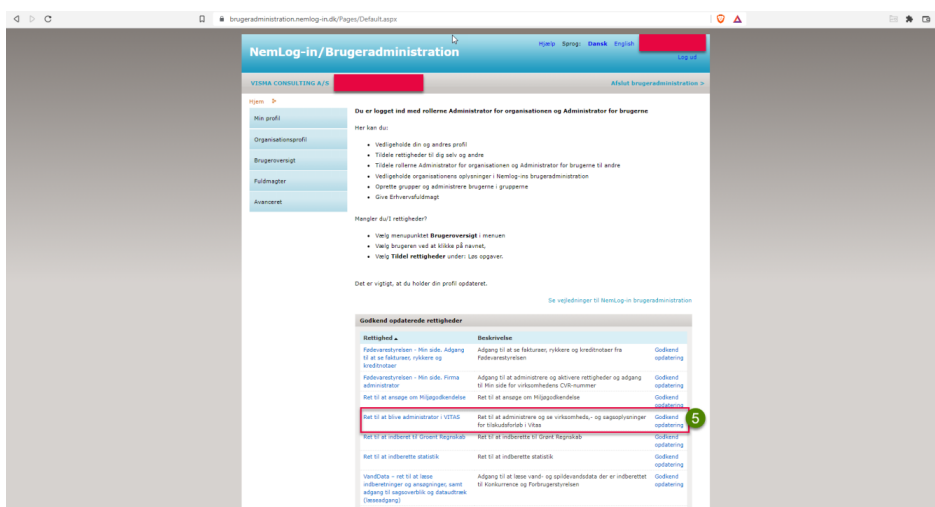 brugeradministration.nemlog-in.dk/Pages/Default.aspx
NemLog-in/Brugeradministration
Hjælp Sprog: Dansk English
Log ud
VISMA CONSULTING A/S
Afslut brugeradministration >
Hjem
Min profil
Organisationsprofil
Brugeroversigt
Fuldmagter
Avanceret
Du er logget ind med rollerne Administrator for organisationen og Administrator for brugerne
Her kan du:
• Vedligeholde din og andres profil
• Tildele rettigheder til dig selv og andre
• Tildele rollerne Administrator for organisationen og Administrator for brugerne til andre
• Vedligeholde organisationens oplysninger i Nemlog-ins brugeradministration
• Oprette grupper og administrere brugerne i grupperne
• Give Erhvervsfuldmagt
Mangler du/I rettigheder?
• Vælg menupunktet Brugeroversigt i menuen
• Vælg brugeren ved at klikke på navnet,
• Vælg Tildel rettigheder under: Løs opgaver.
Det er vigtigt, at du holder din profil opdateret.
Se vejledninger til NemLog-in brugeradministration
Godkend opdaterede rettigheder
Rettighed Beskrivelse
Fødevarestyrelsen - Min side. Adgang Adgang til at se fakturaer, rykkere og kreditnotaer fra Godkend
til at se fakturaer, rykkere og Fødevarestyrelsen opdatering
kreditnotaer
Fødevarestyrelsen - Min side. Firma Adgang til at administrere og aktivere rettigheder og adgang Godkend
administrator til Min side for virksomhedens CVR-nummer opdatering
Ret til at ansøge om Miljøgodkendelse Ret til at ansøge om Miljøgodkendelse Godkend
opdatering
Ret til at blive administrator i VITAS Ret til at administrere og se virksomheds,- og sagsoplysninger Godkend 5
for tilskudsforløb i Vitas opdatering
Ret til at indberet til Groent Regnskab Ret til at indberette til Grønt Regnskab Godkend
opdatering
Ret til at indberette statistik Ret til at indberette statistik Godkend
opdatering
VandData – ret til at læse Adgang til at læse vand- og spildevandsdata der er indberettet Godkend
indberetninger og ansøgninger, samt til Konkurrence og Forbrugerstyrelsen opdatering
adgang til sagsoverblik og dataudtræk
(læseadgang)